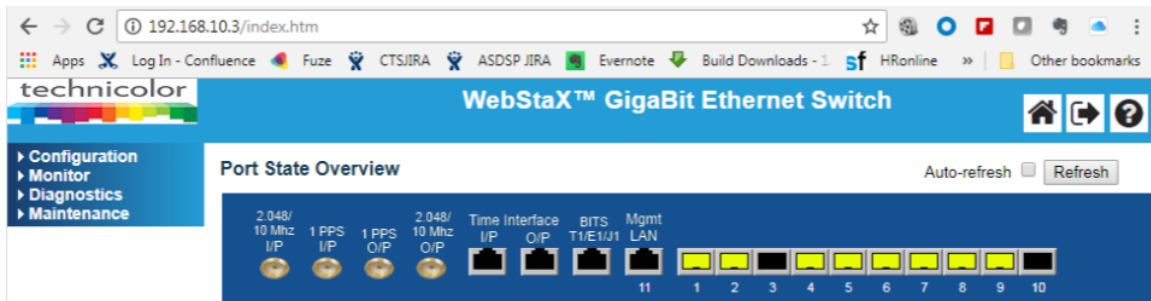 192.168.10.3/index.htm
Apps Log In - Confluence Fuze CTSJIRA ASDSP JIRA Evernote Build Downloads - 1 sf HRonline » Other bookmarks
technicolor
WebStaX™ GigaBit Ethernet Switch
Configuration
Monitor
Diagnostics
Maintenance
Port State Overview
Auto-refresh Refresh
2.048/
10 Mhz
I/P
1 PPS
I/P
1 PPS
O/P
2.048/
10 Mhz
O/P
Time Interface
I/P O/P
BITS
T1/E1/J1
Mgmt
LAN
11 1 2 3 4 5 6 7 8 9 10